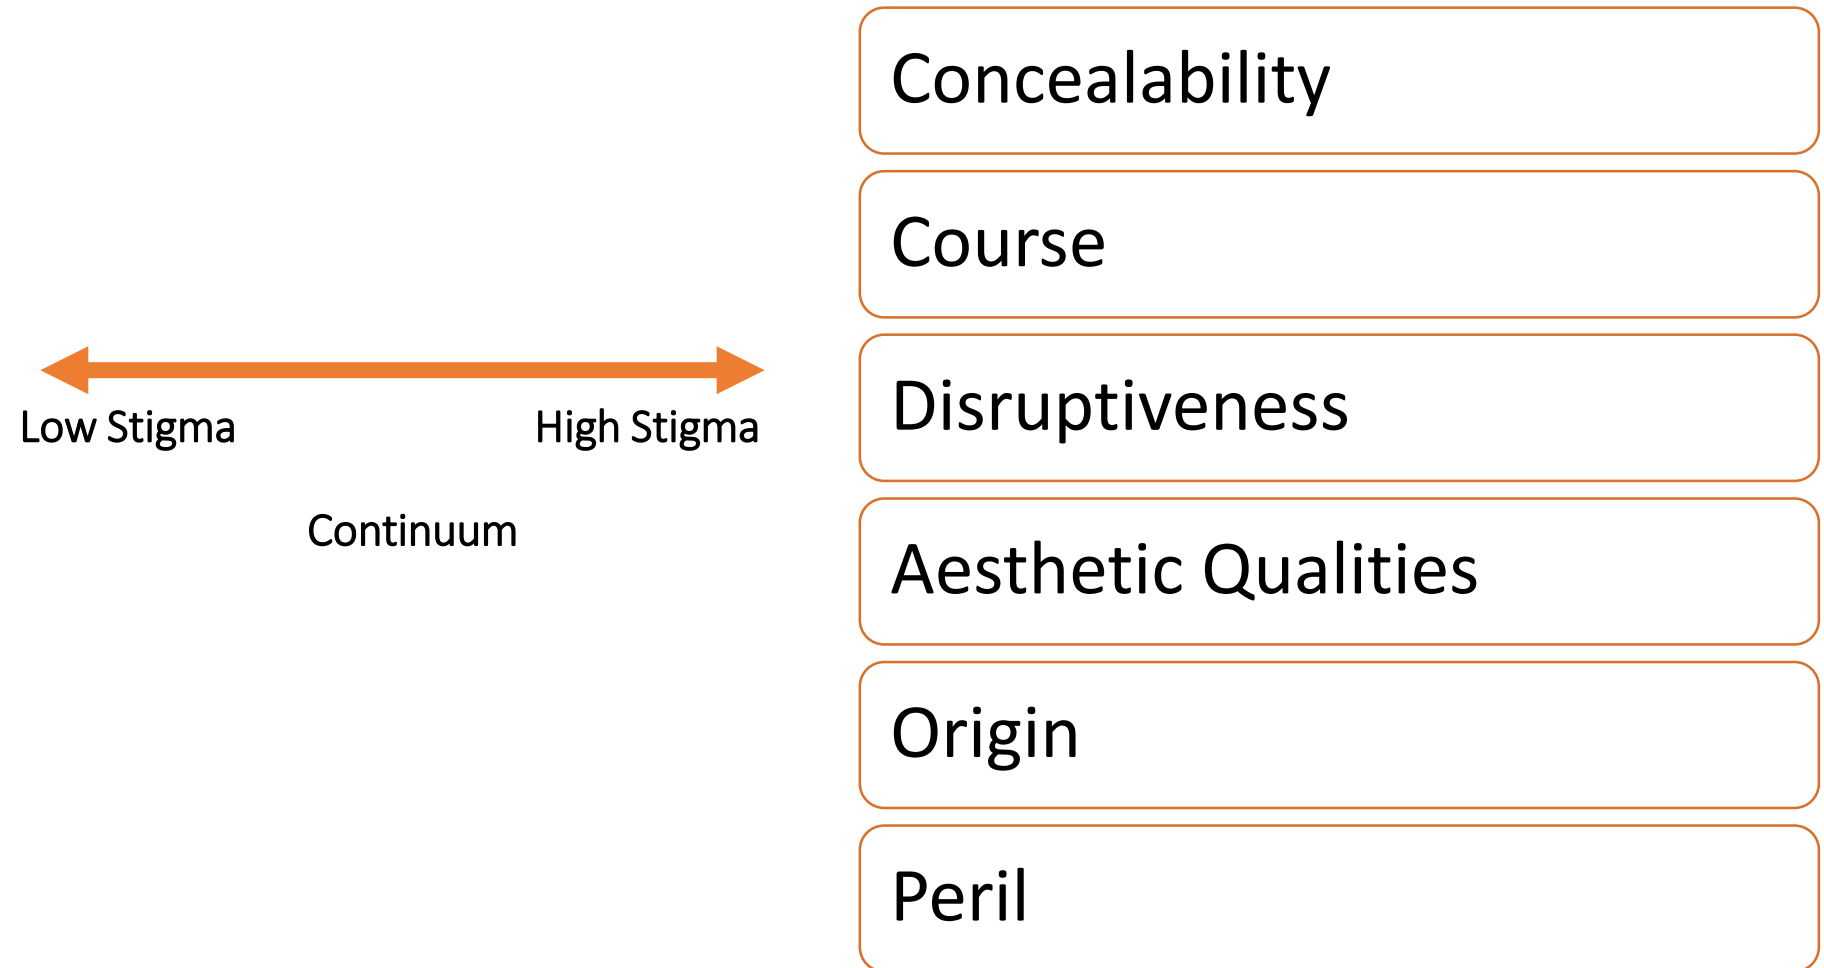 Low Stigma
High Stigma
Continuum
Concealability
Course
Disruptiveness
Aesthetic Qualities
Origin
Peril